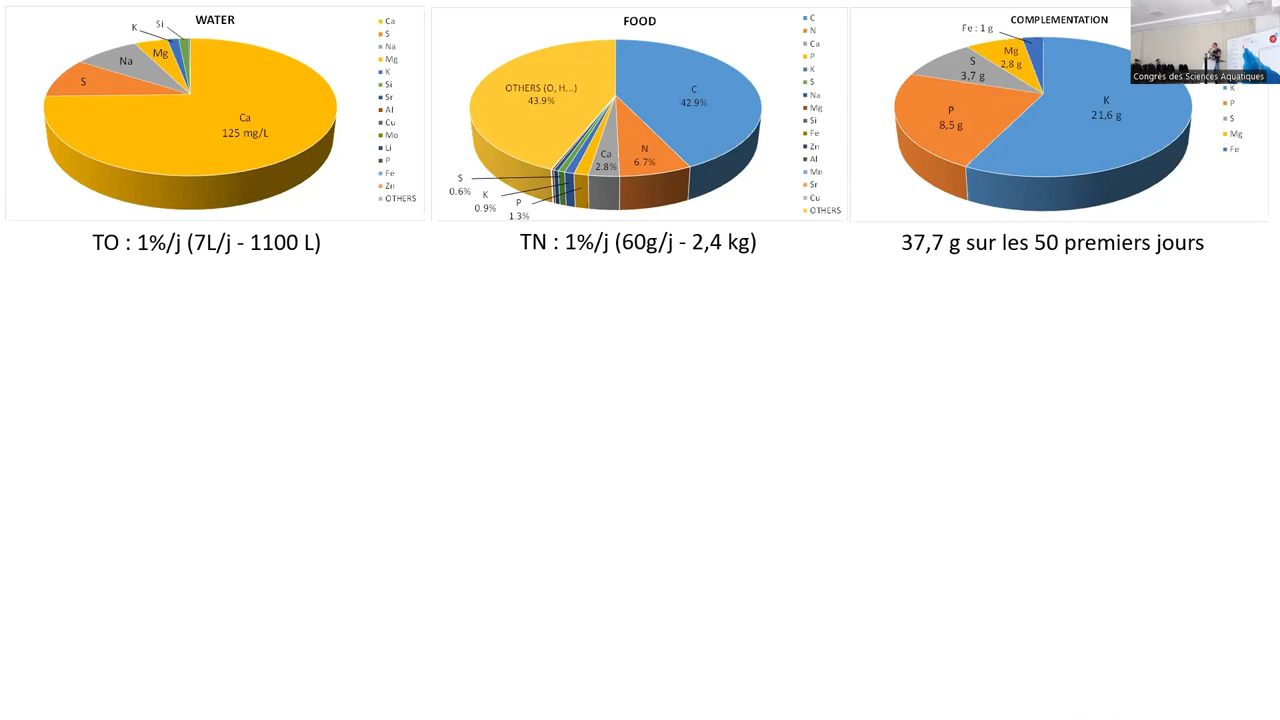 WATER
K
Si
Mg
Na
S
Ca
125 mg/L
Ca
S
Na
Mg
K
Si
Sr
Al
Cu
Mo
Li
P
Fe
Zn
OTHERS
TO : 1%/j (7L/j - 1100 L)
FOOD
OTHERS (O, H...)
43.9%
C
42.9%
N
6.7%
Ca
2.8%
S
0.6%
K
0.9%
P
1.3%
C
N
Ca
P
K
S
Na
Mg
Si
Fe
Zn
Al
Mn
Sr
Cu
OTHERS
TN : 1%/j (60g/j - 2,4 kg)
COMPLEMENTATION
Fe : 1 g
Mg
2,8 g
S
3,7 g
P
8,5 g
K
21,6 g
K
P
S
Mg
Fe
37,7 g sur les 50 premiers jours
Congrès des Sciences Aquatiques